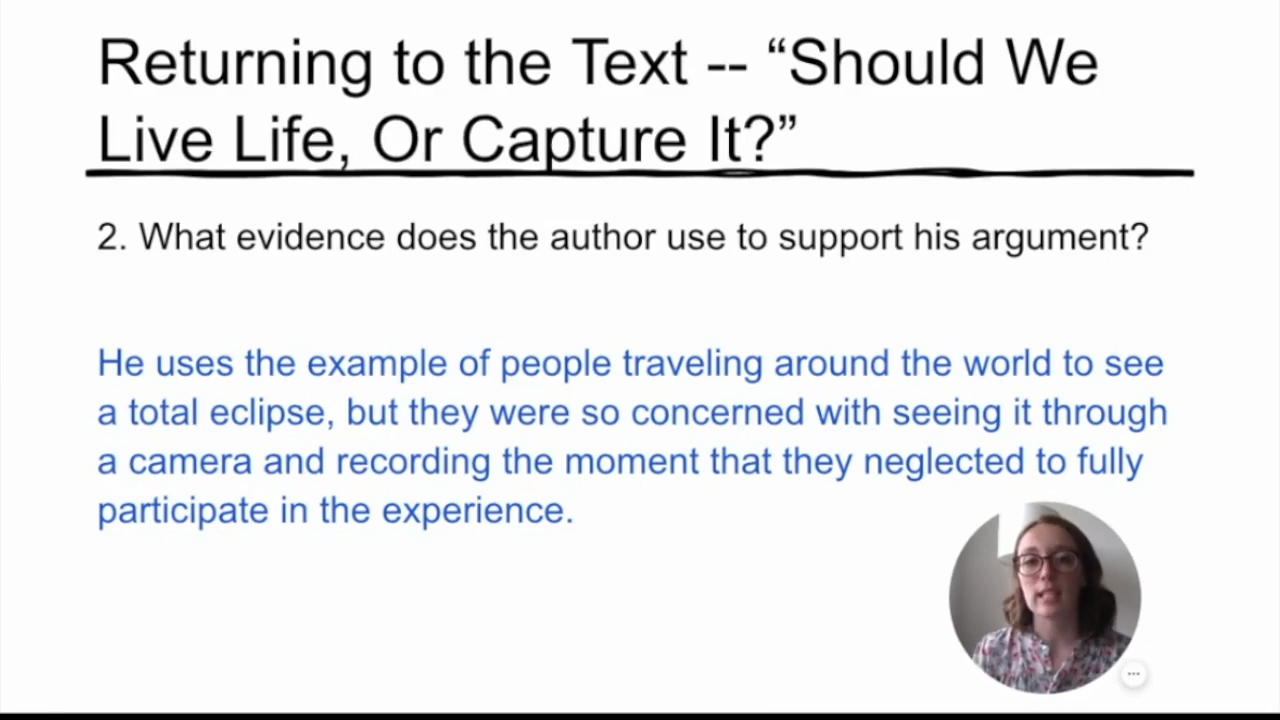 Returning to the Text -- “Should We
Live Life, Or Capture It?”
2. What evidence does the author use to support his argument?
He uses the example of people traveling around the world to see
a total eclipse, but they were so concerned with seeing it through
a camera and recording the moment that they neglected to fully
participate in the experience.